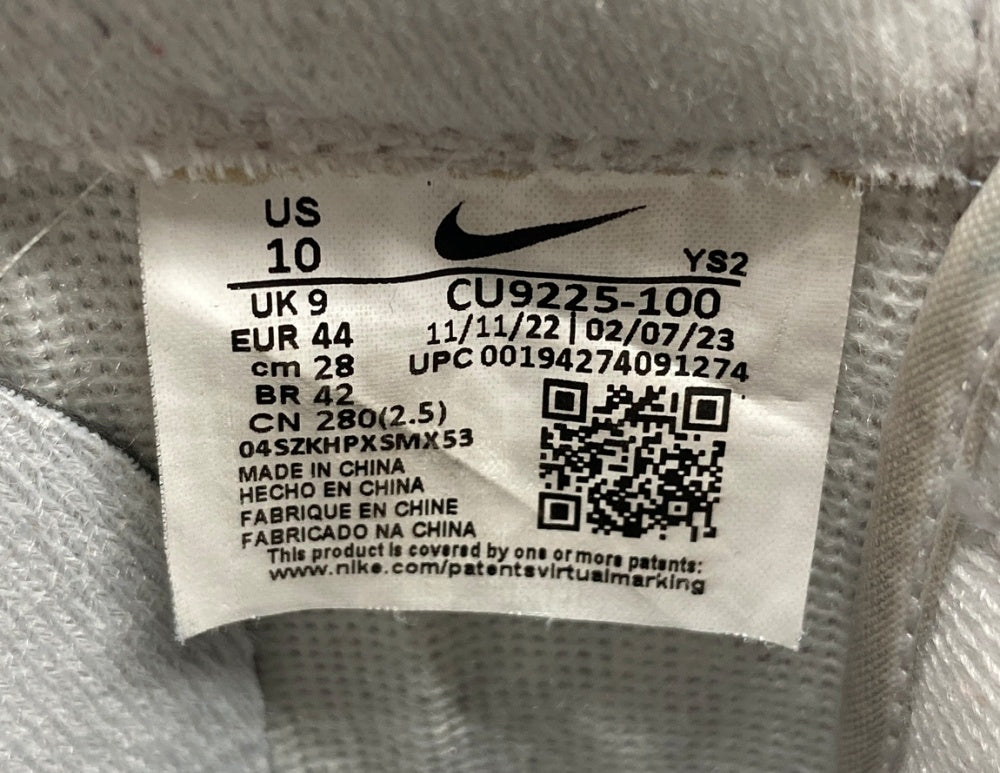 US
10
YS2
UK 9
CU9225-100
EUR 44
11/11/22 | 02/07/23
cm 28
UPC 00194274091274
BR 42
CN 280(2.5)
04SZKHPXSMX53
MADE IN CHINA
HECHO EN CHINA
FABRIQUE EN CHINE
FABRICADO NA CHINA
This product is covered by one or more patents:
www.nike.com/patentsvirtualmarking